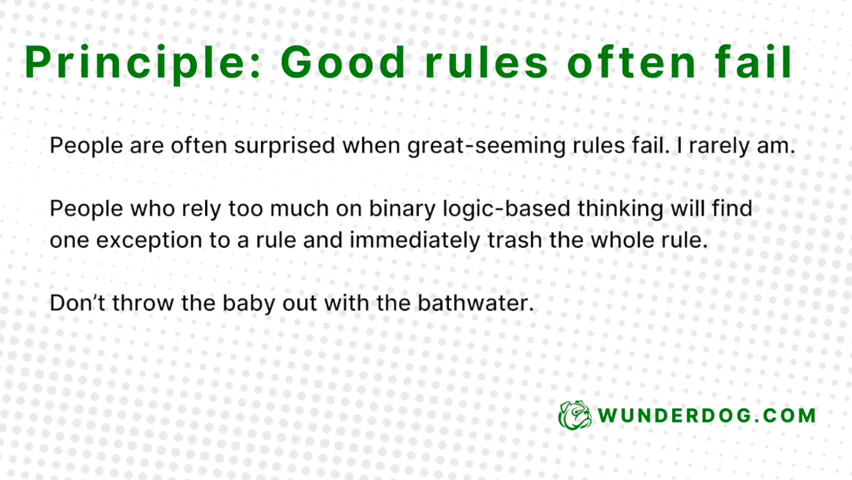 Principle: Good rules often fail
People are often surprised when great-seeming rules fail. I rarely am.
People who rely too much on binary logic-based thinking will find
one exception to a rule and immediately trash the whole rule.
Don’t throw the baby out with the bathwater.
WUNDERDOG.COM